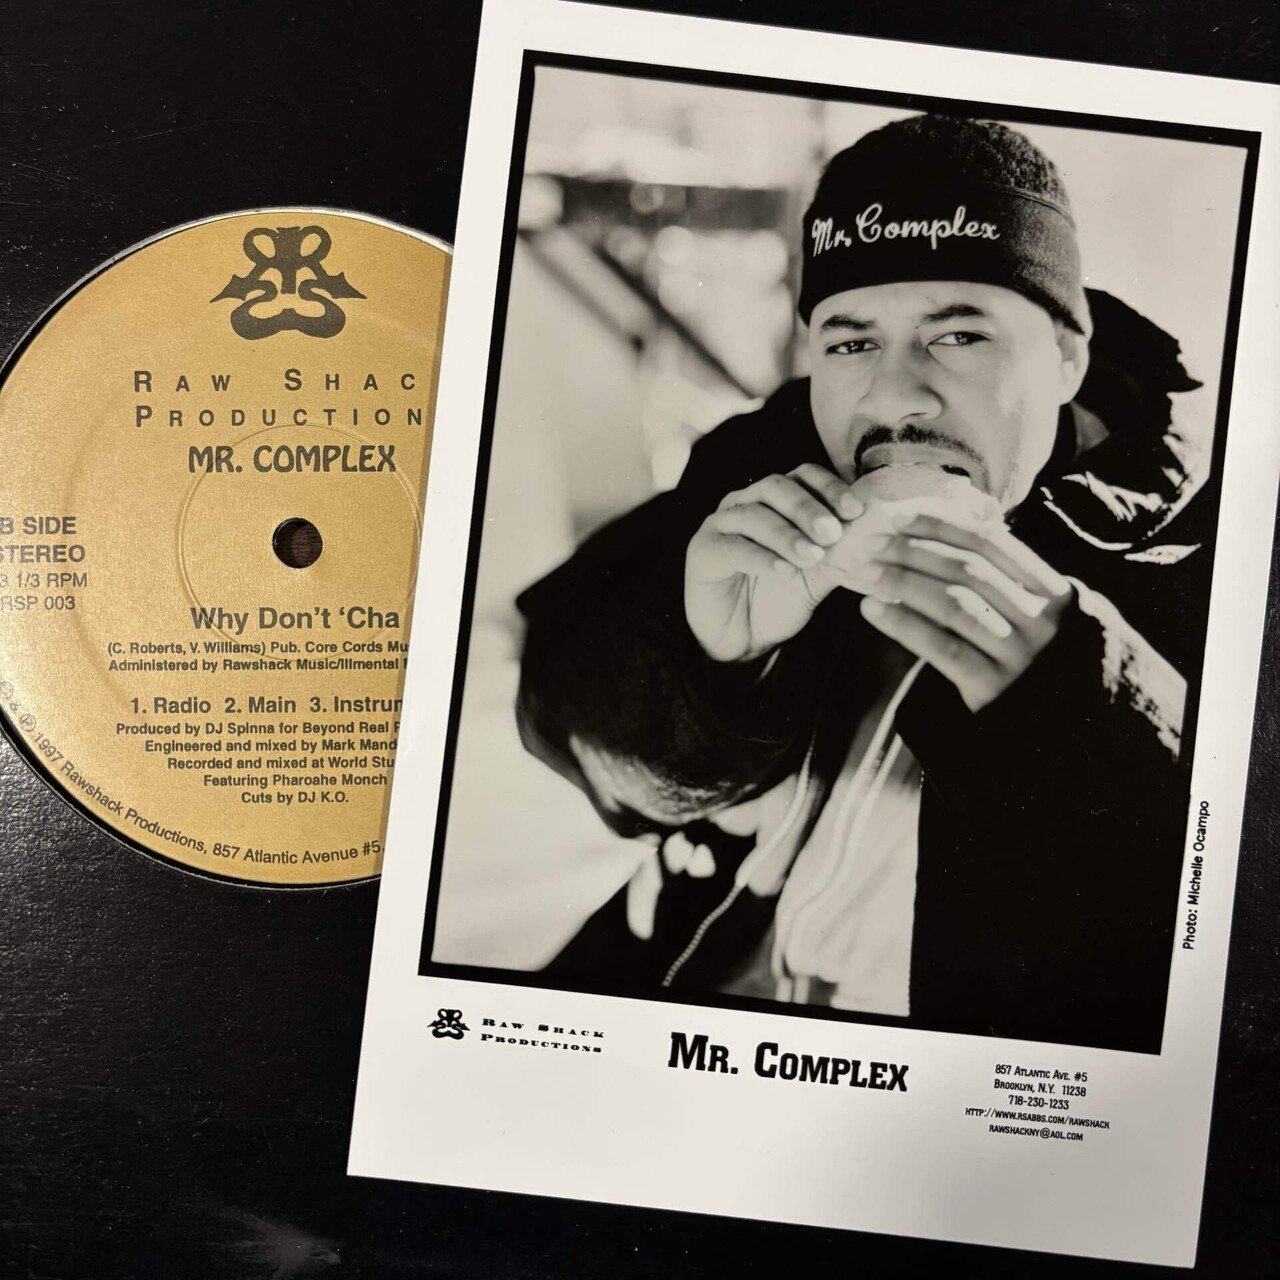 RAW SHAC
PRODUCTION
MR. COMPLEX
B SIDE
STEREO
3 1/3 RPM
RSP 003
Why Don't 'Cha
(C. Roberts, V. Williams) Pub. Core Cords Mu
Administered by Rawshack Music/Illmental
1. Radio 2. Main 3. Instrum
Produced by DJ Spinna for Beyond Real
Engineered and mixed by Mark Mand
Recorded and mixed at World Stu
Featuring Pharoahe Monch
Cuts by DJ K.O.
℗ 1997 Rawshack Productions, 857 Atlantic Avenue #5.
Mr. Complex
Photo: Michelle Ocampo
RAW SHACK
PRODUCTIONS
MR. COMPLEX
857 ATLANTIC AVE. #5
BROOKLYN, N.Y. 11238
718-230-1233
HTTP://WWW.RSABBS.COM/RAWSHACK
RAWSHACKNY@AOL.COM